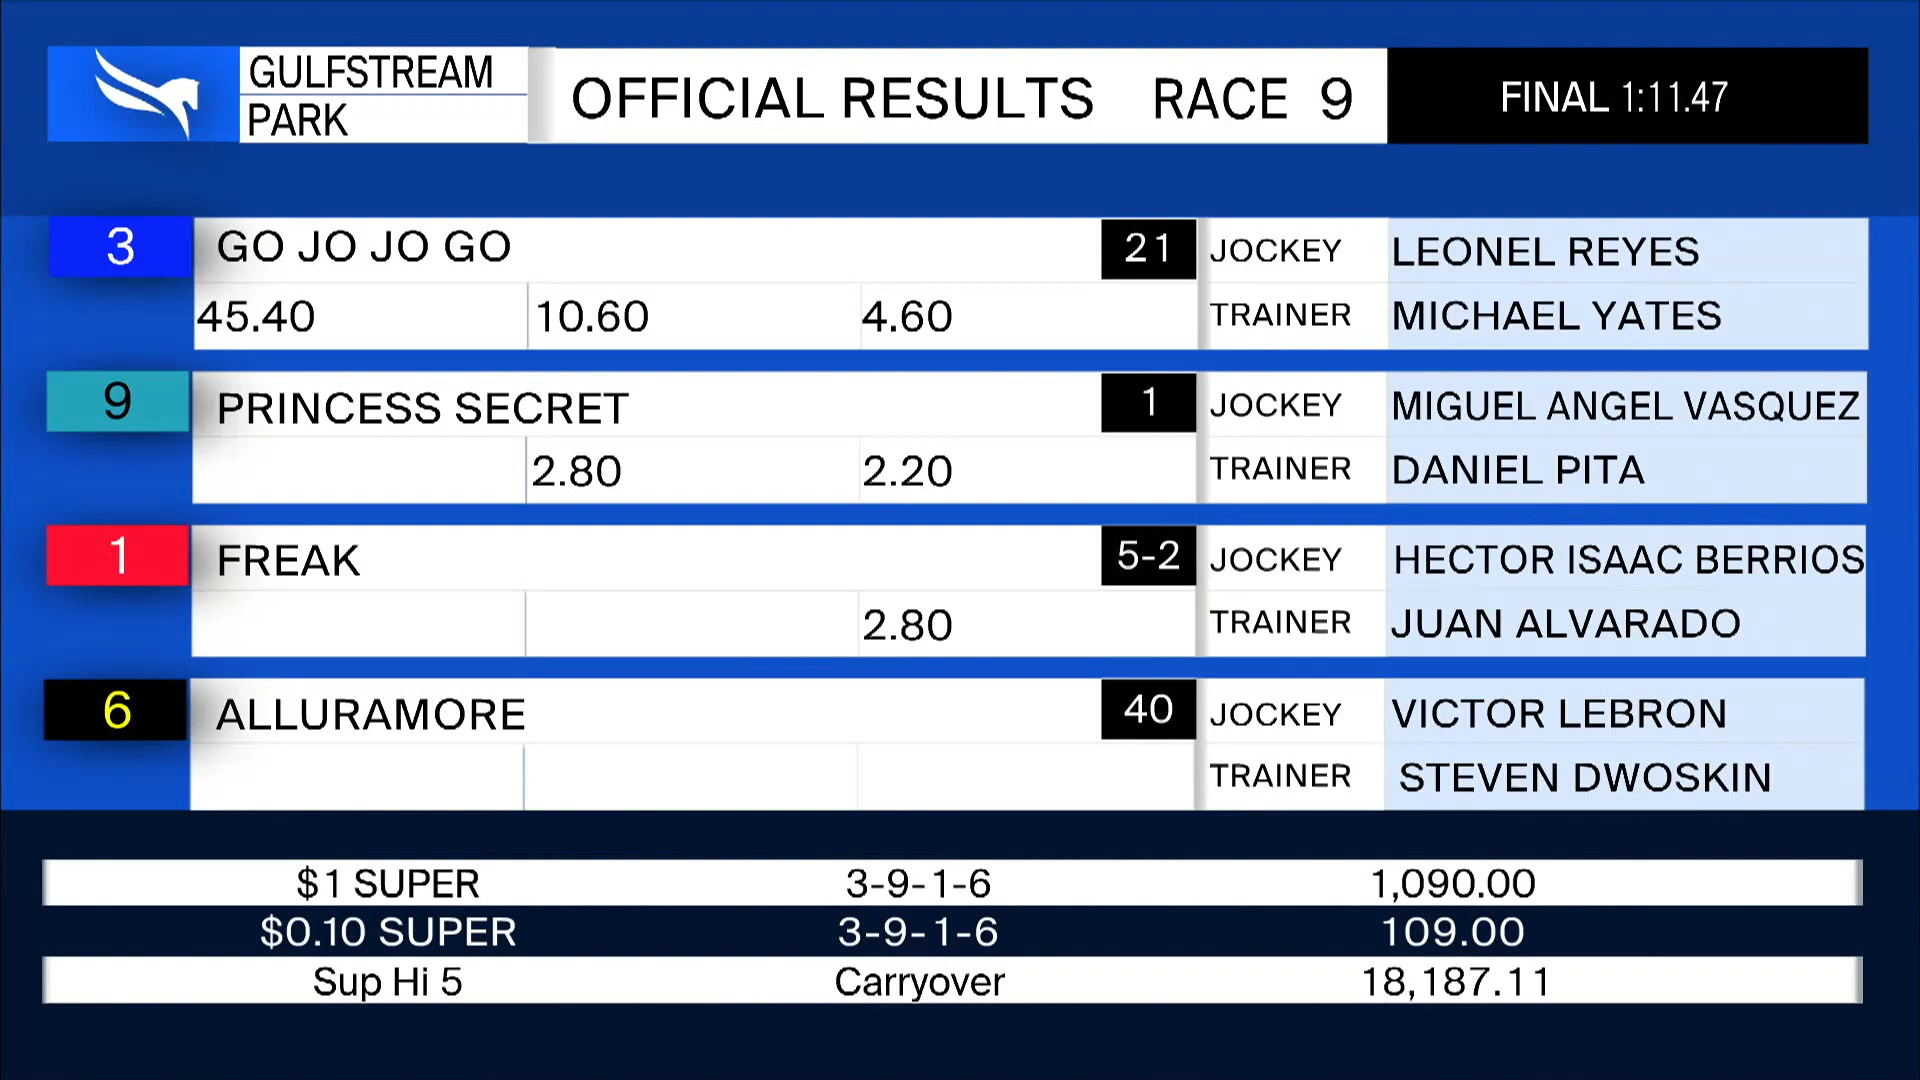 GULFSTREAM
PARK
OFFICIAL RESULTS RACE 9
FINAL 1:11.47
3 GO JO JO GO 21 JOCKEY LEONEL REYES
45.40 10.60 4.60 TRAINER MICHAEL YATES
9 PRINCESS SECRET 1 JOCKEY MIGUEL ANGEL VASQUEZ
2.80 2.20 TRAINER DANIEL PITA
1 FREAK 5-2 JOCKEY HECTOR ISAAC BERRIOS
2.80 TRAINER JUAN ALVARADO
6 ALLURAMORE 40 JOCKEY VICTOR LEBRON
TRAINER STEVEN DWOSKIN
$1 SUPER 3-9-1-6 1,090.00
$0.10 SUPER 3-9-1-6 109.00
Sup Hi 5 Carryover 18,187.11